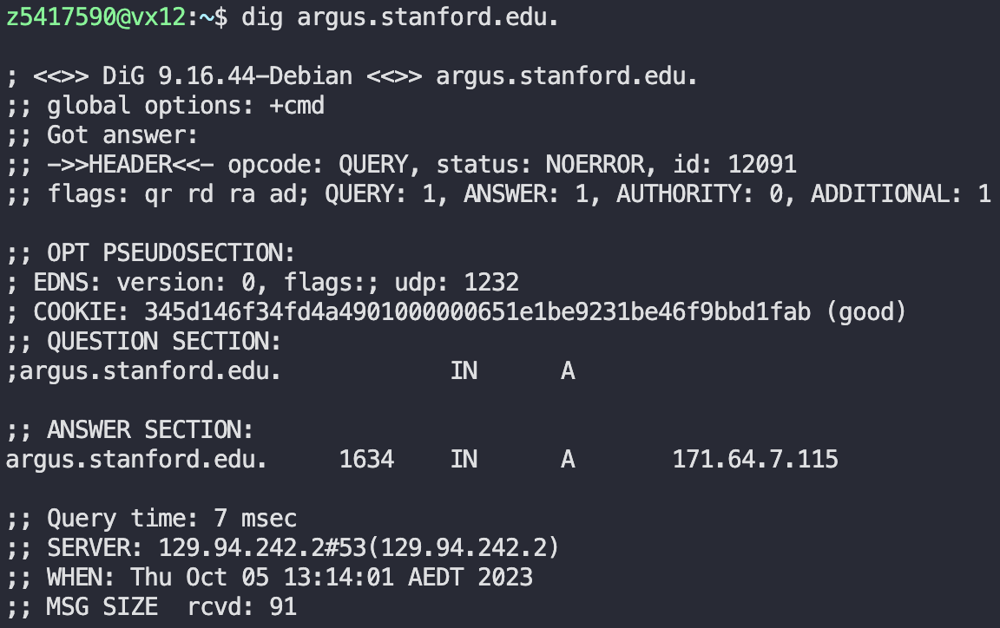 z5417590@vx12:~$ dig argus.stanford.edu.
; <<>> DiG 9.16.44-Debian <<>> argus.stanford.edu.
;; global options: +cmd
;; Got answer:
;; ->>HEADER<<- opcode: QUERY, status: NOERROR, id: 12091
;; flags: qr rd ra ad; QUERY: 1, ANSWER: 1, AUTHORITY: 0, ADDITIONAL: 1
;; OPT PSEUDOSECTION:
; EDNS: version: 0, flags:; udp: 1232
; COOKIE: 345d146f34fd4a4901000000651e1be9231be46f9bbd1fab (good)
;; QUESTION SECTION:
;argus.stanford.edu. IN A
;; ANSWER SECTION:
argus.stanford.edu. 1634 IN A 171.64.7.115
;; Query time: 7 msec
;; SERVER: 129.94.242.2#53(129.94.242.2)
;; WHEN: Thu Oct 05 13:14:01 AEDT 2023
;; MSG SIZE  rcvd: 91